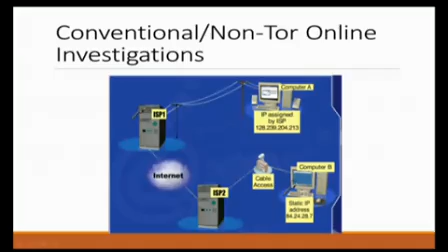 Conventional/Non-Tor Online
Investigations
Computer A
ISP1
IP assigned
by ISP
128.239.204.213
Internet
Computer B
ISP2
Cable
Access
Static IP
address
84.24.28.7